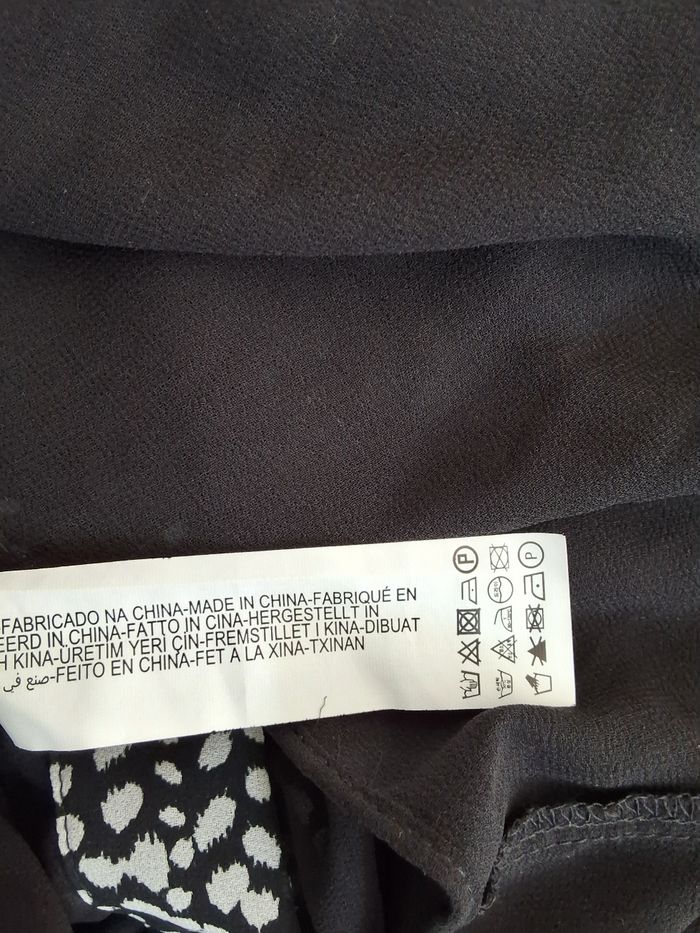 -FABRICADO NA CHINA-MADE IN CHINA-FABRIQUÉ EN
EERD IN CHINA-FATTO IN CINA-HERGESTELLT IN
H KINA-ÜRETIM YERI ÇIN-FREMSTILLET I KINA-DIBUAT
صنع في-FEITO EN CHINA-FET A LA XINA-TXINAN
P
P